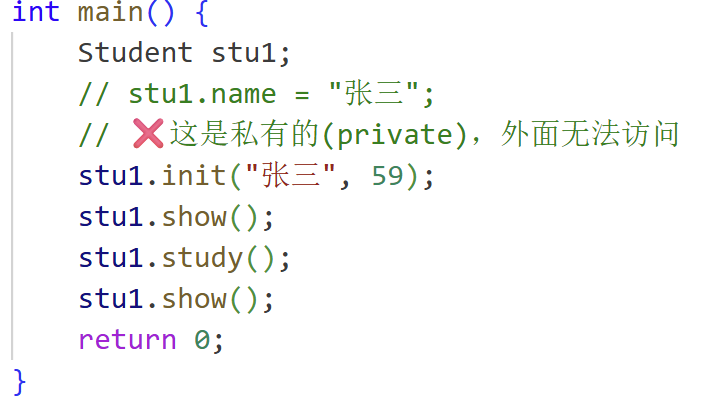 int main() {
    Student stu1;
    // stu1.name = "张三";
    // ❌这是私有的(private)，外面无法访问
    stu1.init("张三", 59);
    stu1.show();
    stu1.study();
    stu1.show();
    return 0;
}